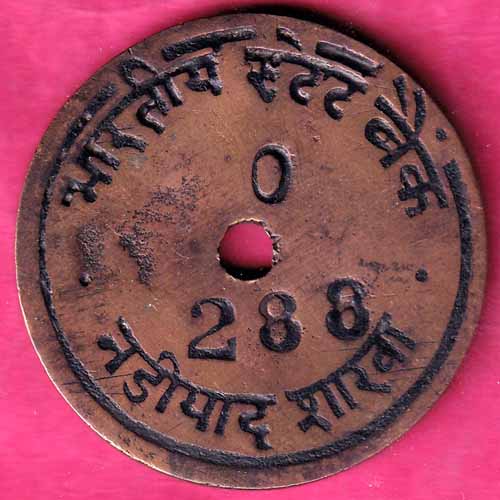 भारतीय स्टेट बैंक
0
288
नडीयाद शाखा